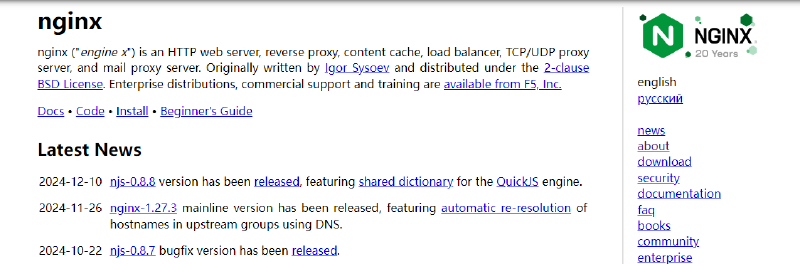 nginx
nginx ("engine x") is an HTTP web server, reverse proxy, content cache, load balancer, TCP/UDP proxy
server, and mail proxy server. Originally written by Igor Sysoev and distributed under the 2-clause
BSD License. Enterprise distributions, commercial support and training are available from F5, Inc.
Docs • Code • Install • Beginner's Guide
Latest News
2024-12-10 njs-0.8.8 version has been released, featuring shared dictionary for the QuickJS engine.
2024-11-26 nginx-1.27.3 mainline version has been released, featuring automatic re-resolution of
hostnames in upstream groups using DNS.
2024-10-22 njs-0.8.7 bugfix version has been released.
N NGINX
20 Years
english
русский
news
about
download
security
documentation
faq
books
community
enterprise